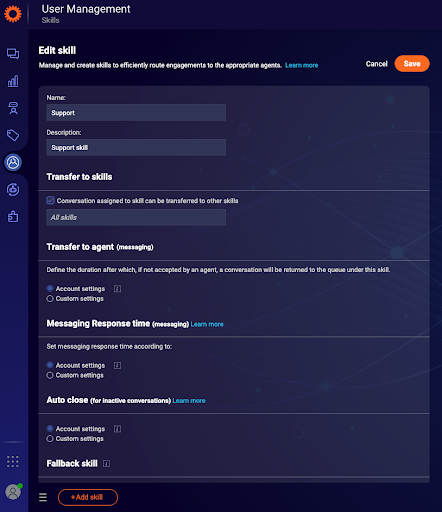 User Management
Skills
Edit skill
Manage and create skills to efficiently route engagements to the appropriate agents. Learn more
Cancel
Save
Name:
Support
Description:
Support skill
Transfer to skills
Conversation assigned to skill can be transferred to other skills
All skills
Transfer to agent (messaging)
Define the duration after which, if not accepted by an agent, a conversation will be returned to the queue under this skill.
Account settings i
Custom settings
Messaging Response time (messaging) Learn more
Set messaging response time according to:
Account settings i
Custom settings
Auto close (for inactive conversations) Learn more
Account settings i
Custom settings
Fallback skill i
+Add skill